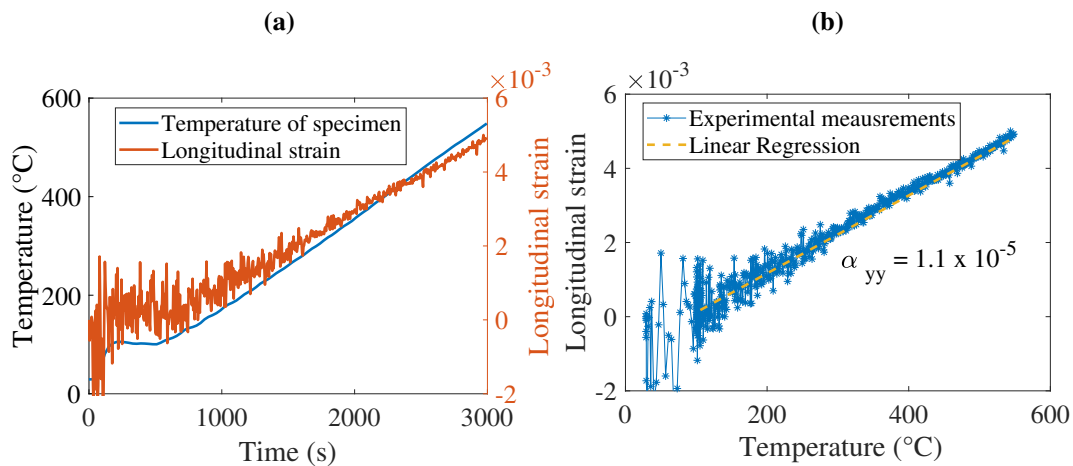 (a)
×10⁻³
600
400
200
0
6
4
2
0
-2
0
1000
2000
3000
Temperature (°C)
Longitudinal strain
Time (s)
Temperature of specimen
Longitudinal strain
(b)
×10⁻³
6
4
2
0
-2
0
200
400
600
Longitudinal strain
Temperature (°C)
Experimental meausrements
Linear Regression
α yy = 1.1 x 10⁻⁵